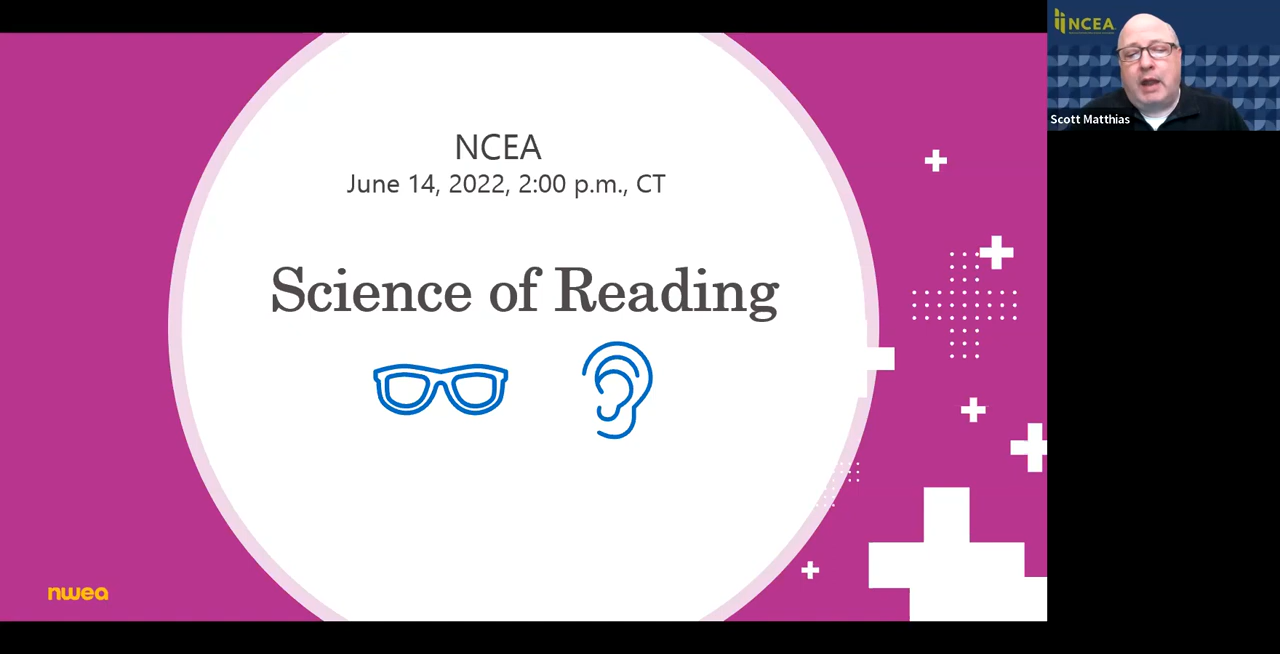 NCEA
June 14, 2022, 2:00 p.m., CT
Science of Reading
nwea
NCEA
Scott Matthias